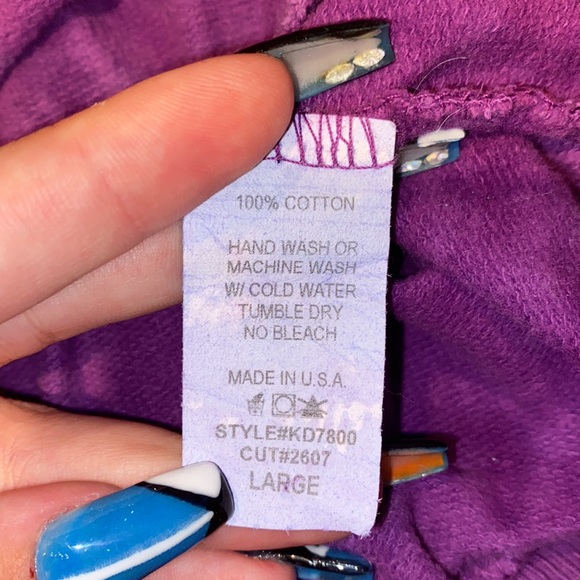 100% COTTON
HAND WASH OR
MACHINE WASH
W/ COLD WATER
TUMBLE DRY
NO BLEACH
MADE IN U.S.A.
STYLE#KD7800
CUT#2607
LARGE